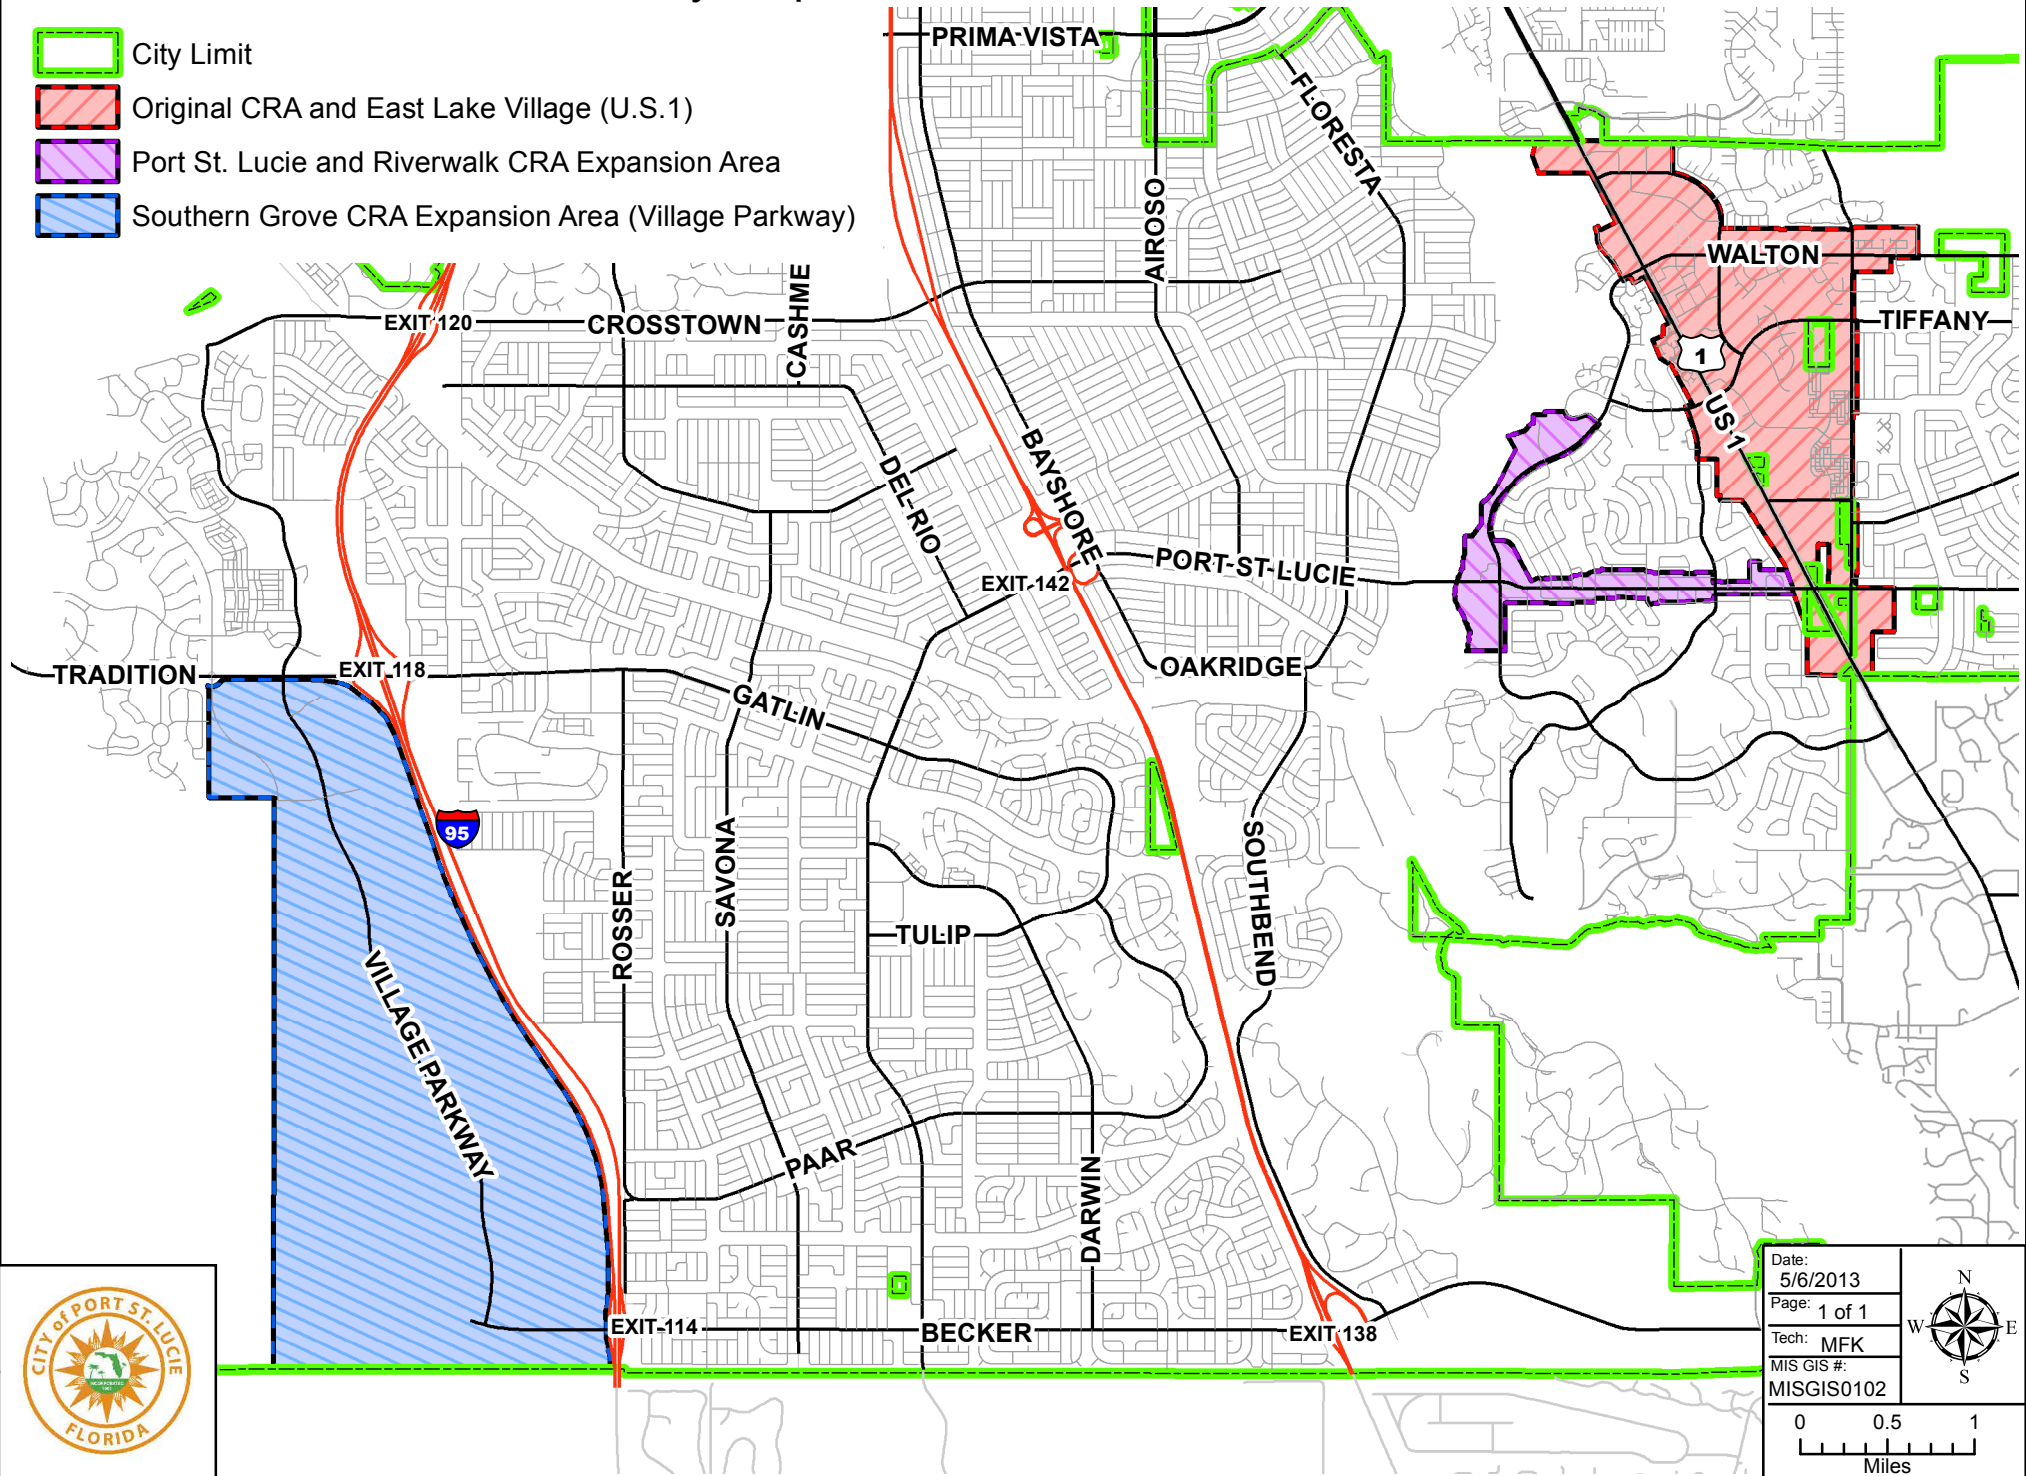 City Limit
Original CRA and East Lake Village (U.S.1)
Port St. Lucie and Riverwalk CRA Expansion Area
Southern Grove CRA Expansion Area (Village Parkway)
PRIMA VISTA
FLORESTA
AIROSO
WALTON
CASHME
EXIT 120
CROSSTOWN
TIFFANY
1
US 1
BAYSHORE
DEL RIO
EXIT 142
PORT ST LUCIE
TRADITION
EXIT 118
OAKRIDGE
GATLIN
95
SAVONA
ROSSER
SOUTHBEND
TULIP
VILLAGE PARKWAY
PAAR
DARWIN
EXIT 114
BECKER
EXIT 138
CITY of PORT ST. LUCIE
FLORIDA
Date:
5/6/2013
Page: 1 of 1
Tech: MFK
MIS GIS #:
MISGIS0102
N
W E
S
0 0.5 1
Miles